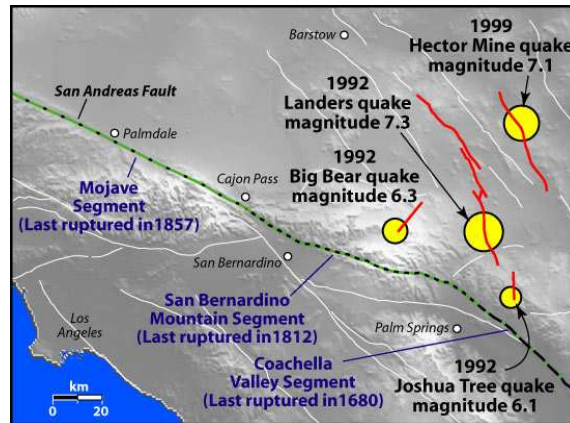 1999
Hector Mine quake
magnitude 7.1
Barstow
1992
Landers quake
magnitude 7.3
San Andreas Fault
Palmdale
1992
Big Bear quake
magnitude 6.3
Cajon Pass
Mojave
Segment
(Last ruptured in1857)
San Bernardino
San Bernardino
Mountain Segment
(Last ruptured in1812)
Los
Angeles
Palm Springs
Coachella
Valley Segment
(Last ruptured in1680)
1992
Joshua Tree quake
magnitude 6.1
km
0 20